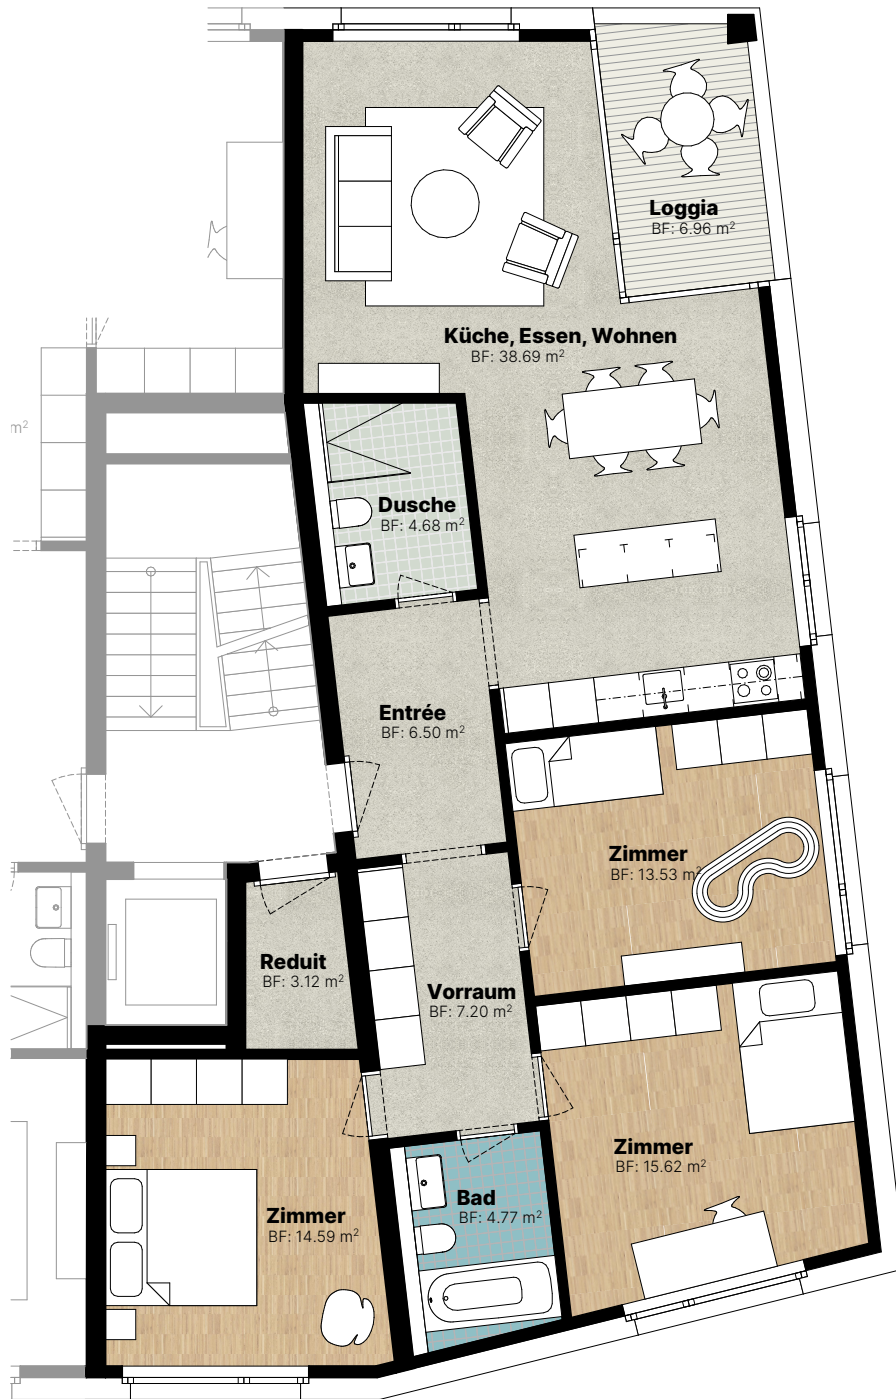 Loggia
BF: 6.96 m²
Küche, Essen, Wohnen
BF: 38.69 m²
m²
Dusche
BF: 4.68 m²
Entrée
BF: 6.50 m²
Zimmer
BF: 13.53 m²
Reduit
BF: 3.12 m²
Vorraum
BF: 7.20 m²
Zimmer
BF: 15.62 m²
Bad
BF: 4.77 m²
Zimmer
BF: 14.59 m²